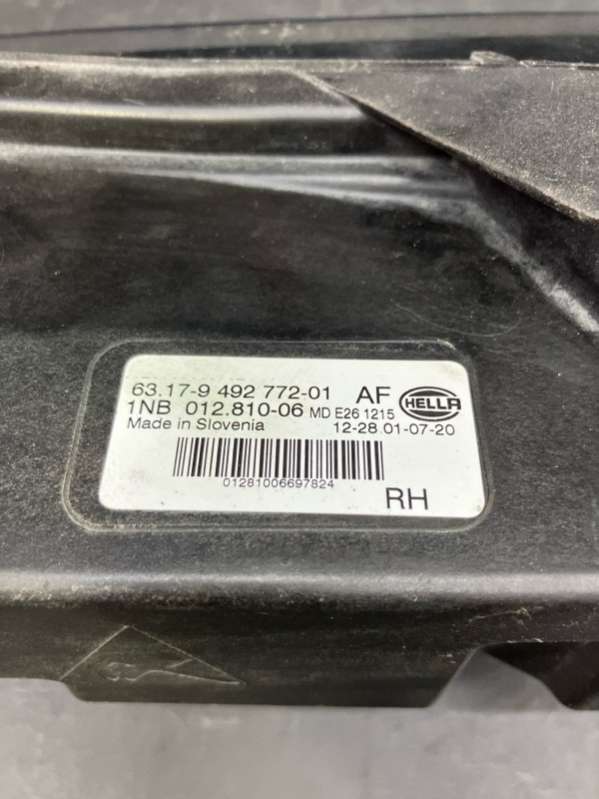 63.17-9 492 772-01 AF HELLA
1NB 012.810-06 MD E26 1215
Made in Slovenia 12-28.01-07-20
01281006697824
RH